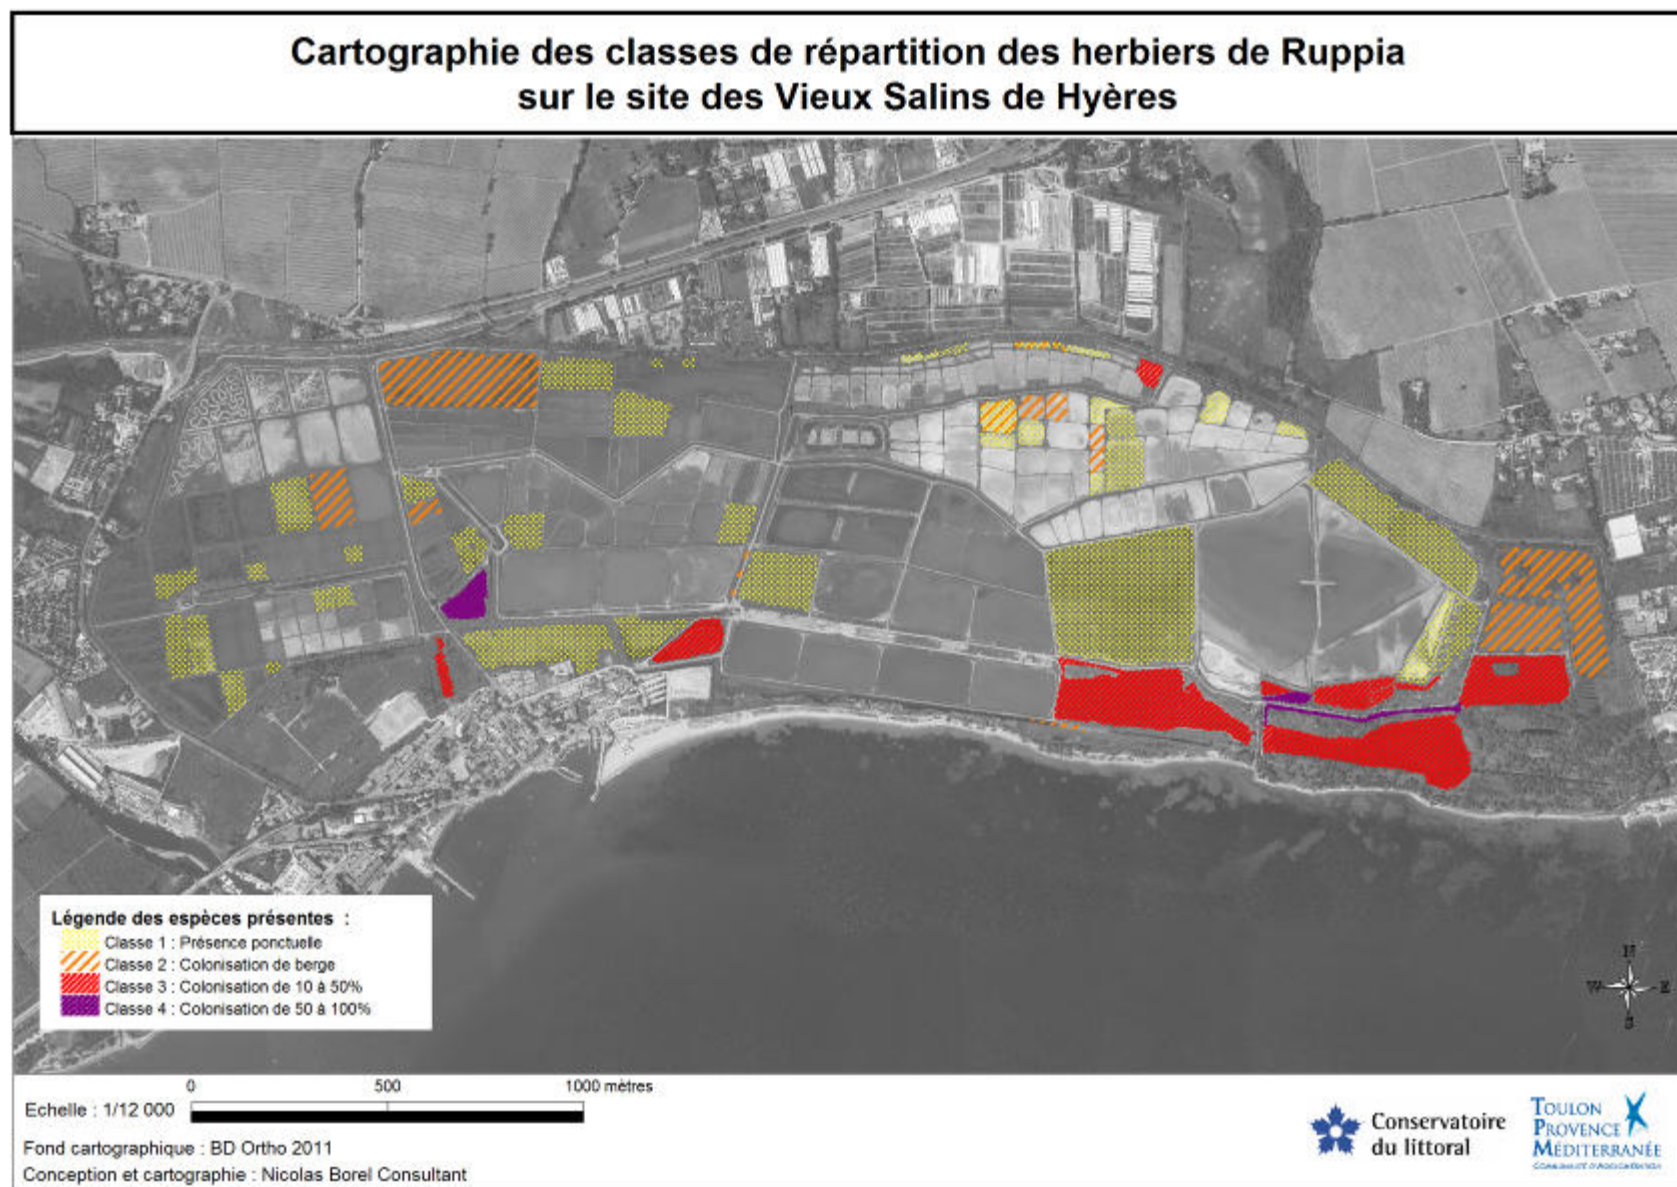 Cartographie des classes de répartition des herbiers de Ruppia
sur le site des Vieux Salins de Hyères
Légende des espèces présentes :
Classe 1 : Présence ponctuelle
Classe 2 : Colonisation de berge
Classe 3 : Colonisation de 10 à 50%
Classe 4 : Colonisation de 50 à 100%
N
W E
S
0 500 1000 mètres
Echelle : 1/12 000
Fond cartographique : BD Ortho 2011
Conception et cartographie : Nicolas Borel Consultant
Conservatoire
du littoral
TOULON
PROVENCE
MÉDITERRANÉE
COMMUNAUTÉ D'AGGLOMÉRATION